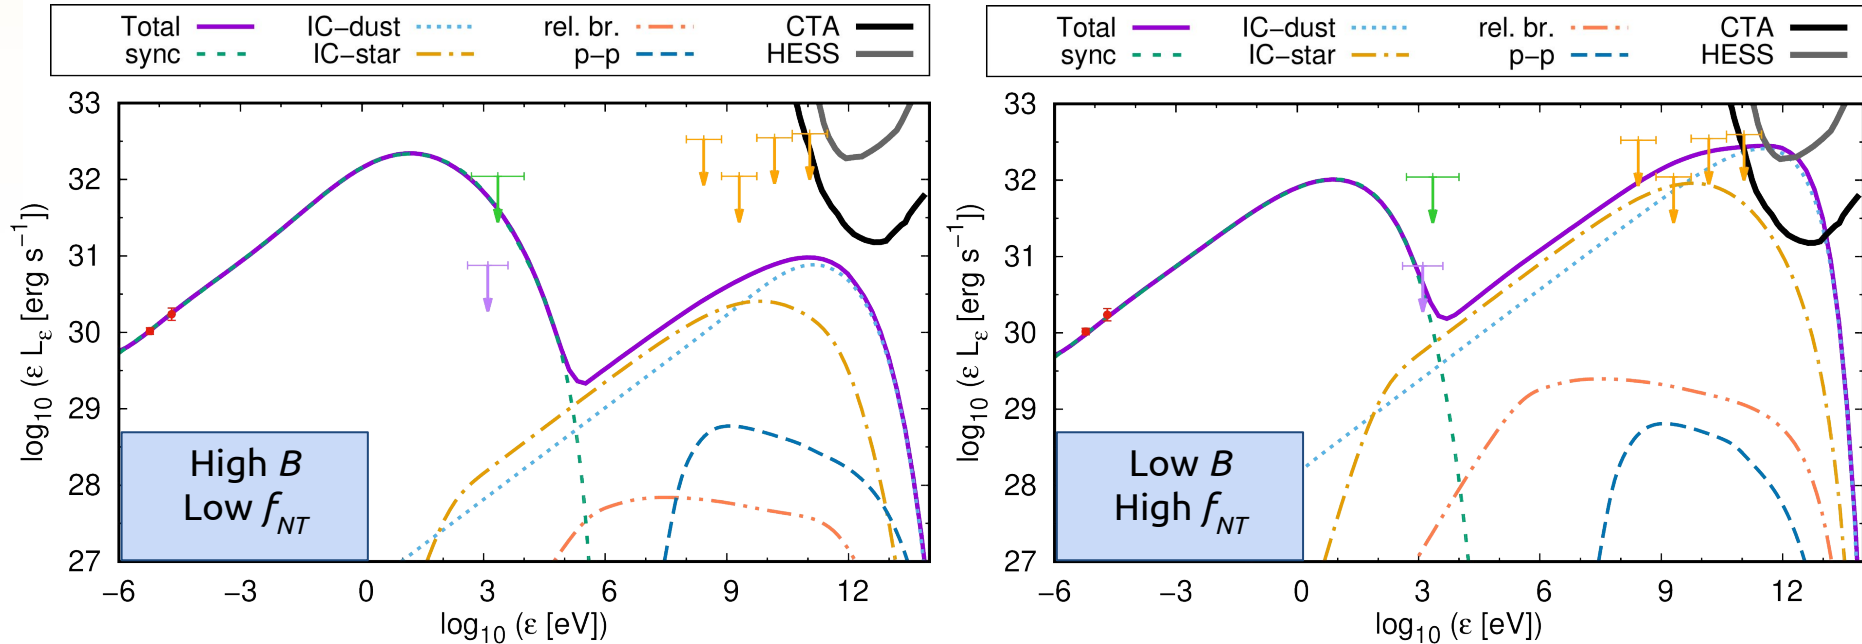 Total IC−dust rel. br. CTA
sync IC−star p−p HESS
33
32
31
30
29
28
27
log10 (ε Lε [erg s−1])
High B
Low fNT
−6 −3 0 3 6 9 12
log10 (ε [eV])
Total IC−dust rel. br. CTA
sync IC−star p−p HESS
33
32
31
30
29
28
27
log10 (ε Lε [erg s−1])
Low B
High fNT
−6 −3 0 3 6 9 12
log10 (ε [eV])